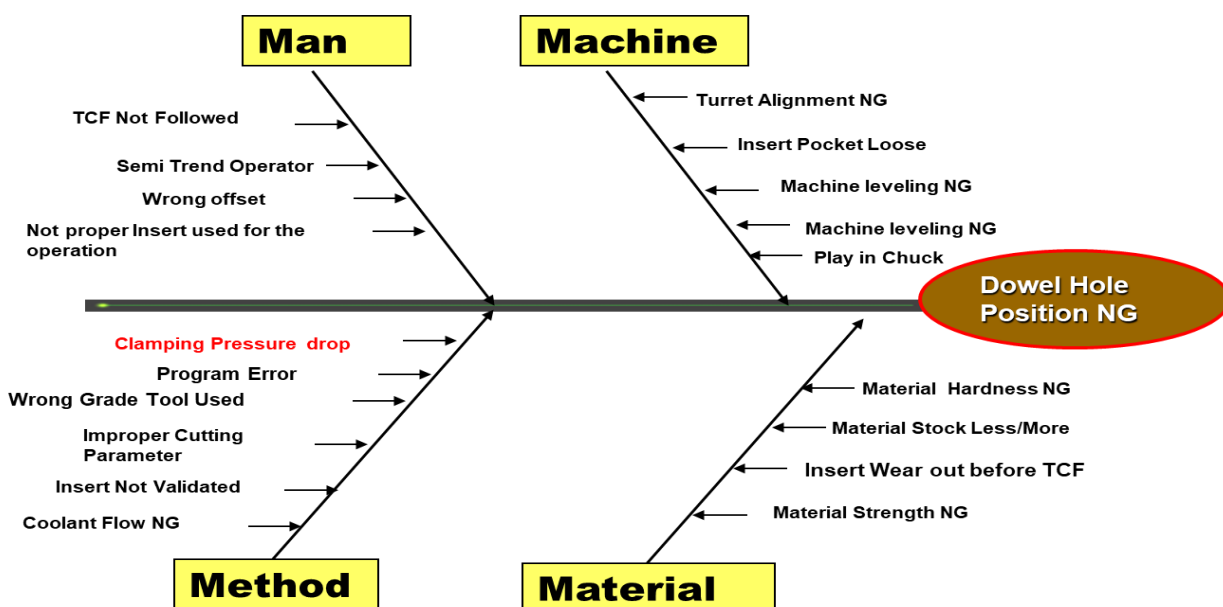 Man
Machine
TCF Not Followed
Semi Trend Operator
Wrong offset
Not proper Insert used for the
operation
Turret Alignment NG
Insert Pocket Loose
Machine leveling NG
Machine leveling NG
Play in Chuck
Dowel Hole
Position NG
Clamping Pressure drop
Program Error
Wrong Grade Tool Used
Improper Cutting
Parameter
Insert Not Validated
Coolant Flow NG
Material Hardness NG
Material Stock Less/More
Insert Wear out before TCF
Material Strength NG
Method
Material